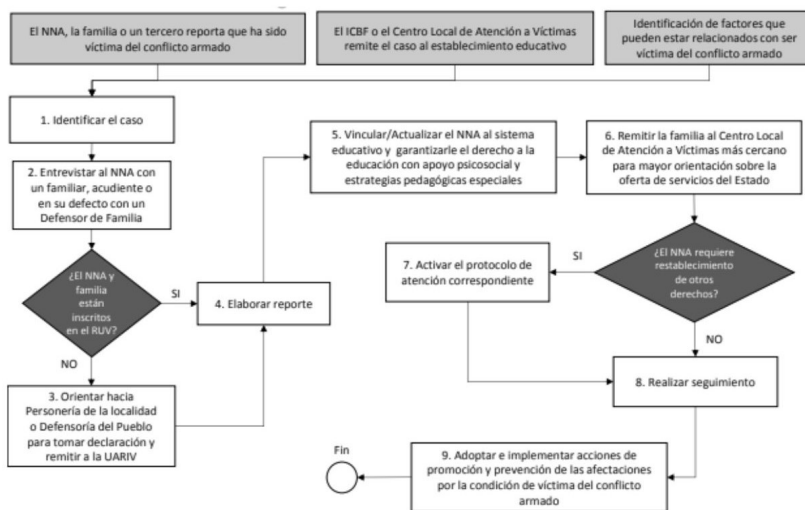 El NNA, la familia o un tercero reporta que ha sido
víctima del conflicto armado
El ICBF o el Centro Local de Atención a Víctimas
remite el caso al establecimiento educativo
Identificación de factores que
pueden estar relacionados con ser
víctima del conflicto armado
1. Identificar el caso
2. Entrevistar al NNA con
un familiar, acudiente o
en su defecto con un
Defensor de Familia
¿El NNA y
familia
están
inscritos
en el RUV?
SI
NO
3. Orientar hacia
Personería de la localidad
o Defensoría del Pueblo
para tomar declaración y
remitir a la UARIV
4. Elaborar reporte
5. Vincular/Actualizar el NNA al sistema
educativo y garantizarle el derecho a la
educación con apoyo psicosocial y
estrategias pedagógicas especiales
6. Remitir la familia al Centro Local
de Atención a Víctimas más cercano
para mayor orientación sobre la
oferta de servicios del Estado
¿El NNA requiere
restablecimiento
de otros
derechos?
SI
NO
7. Activar el protocolo de
atención correspondiente
8. Realizar seguimiento
9. Adoptar e implementar acciones de
promoción y prevención de las afectaciones
por la condición de víctima del conflicto
armado
Fin